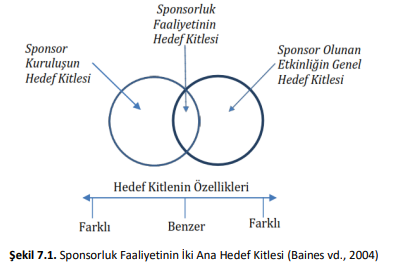 Sponsorluk
Faaliyetinin
Hedef Kitlesi
Sponsor
Kuruluşun
Hedef Kitlesi
Sponsor Olunan
Etkinliğin Genel
Hedef Kitlesi
Hedef Kitlenin Özellikleri
Farklı
Benzer
Farklı
Şekil 7.1. Sponsorluk Faaliyetinin İki Ana Hedef Kitlesi (Baines vd., 2004)